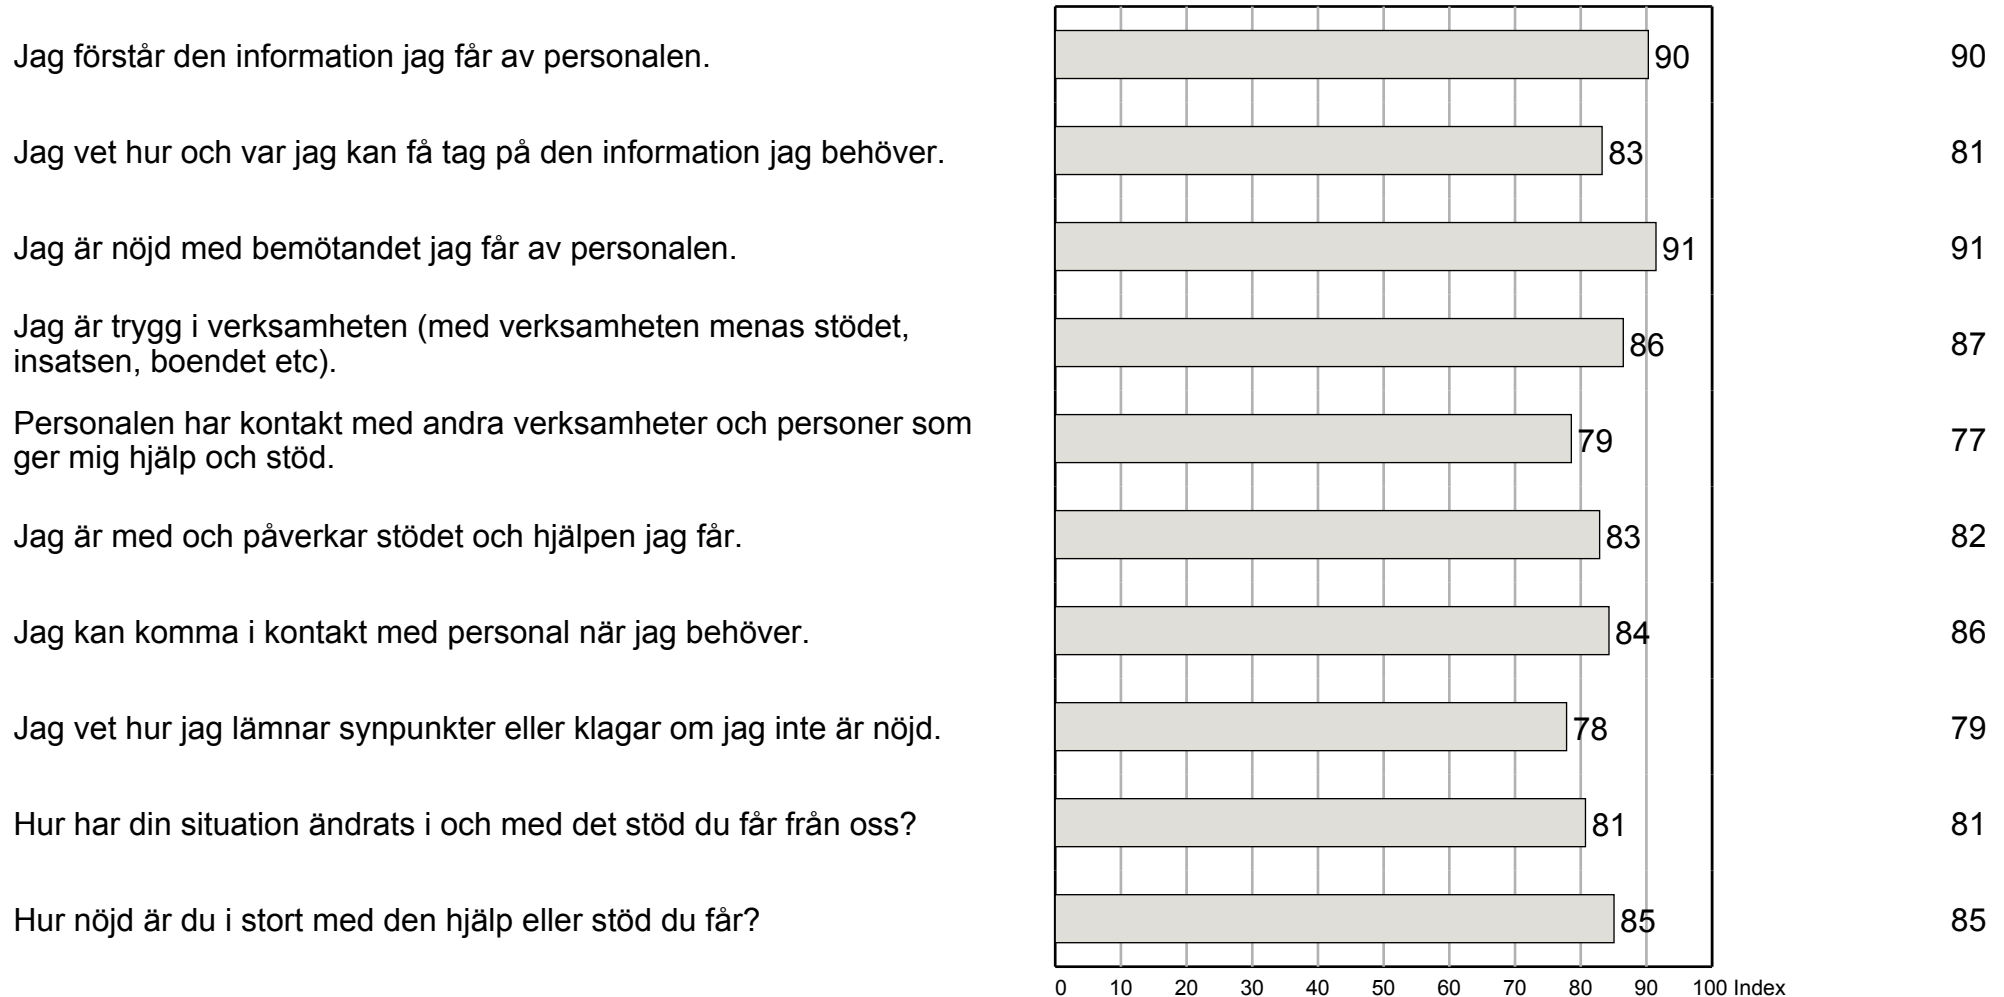 Jag förstår den information jag får av personalen. 90 90
Jag vet hur och var jag kan få tag på den information jag behöver. 83 81
Jag är nöjd med bemötandet jag får av personalen. 91 91
Jag är trygg i verksamheten (med verksamheten menas stödet,
insatsen, boendet etc). 86 87
Personalen har kontakt med andra verksamheter och personer som
ger mig hjälp och stöd. 79 77
Jag är med och påverkar stödet och hjälpen jag får. 83 82
Jag kan komma i kontakt med personal när jag behöver. 84 86
Jag vet hur jag lämnar synpunkter eller klagar om jag inte är nöjd. 78 79
Hur har din situation ändrats i och med det stöd du får från oss? 81 81
Hur nöjd är du i stort med den hjälp eller stöd du får? 85 85
0 10 20 30 40 50 60 70 80 90 100 Index